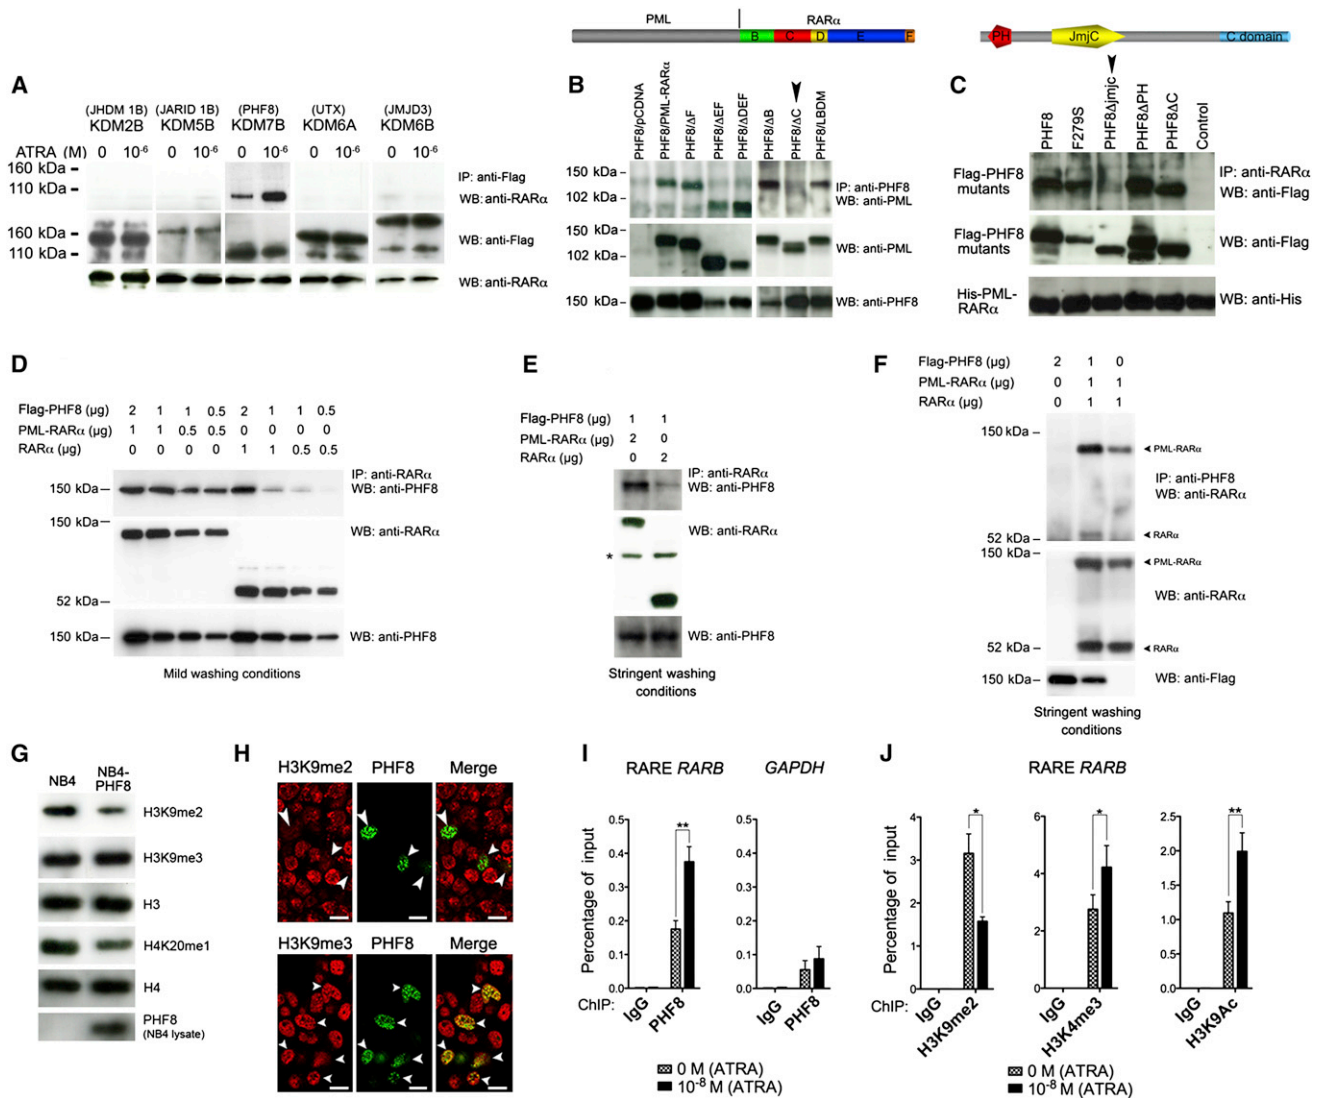 PML
RARα
B C D E F
PH JmjC C domain
A
(JHDM 1B) (JARID 1B) (PHF8) (UTX) (JMJD3)
KDM2B KDM5B KDM7B KDM6A KDM6B
ATRA (M) 0 10⁻⁶ 0 10⁻⁶ 0 10⁻⁶ 0 10⁻⁶ 0 10⁻⁶
160 kDa
110 kDa
IP: anti-Flag
WB: anti-RARα
160 kDa
110 kDa
WB: anti-Flag
WB: anti-RARα
B
PHF8/pCDNA
PHF8/PML-RARα
PHF8/ΔF
PHF8/ΔEF
PHF8/ΔDEF
PHF8/ΔB
PHF8/ΔC
PHF8/LBDM
150 kDa
102 kDa
IP: anti-PHF8
WB: anti-PML
150 kDa
102 kDa
WB: anti-PML
150 kDa
WB: anti-PHF8
C
PHF8
F279S
PHF8Δjmjc
PHF8ΔPH
PHF8ΔC
Control
Flag-PHF8
mutants
IP: anti-RARα
WB: anti-Flag
Flag-PHF8
mutants
WB: anti-Flag
His-PML-
RARα
WB: anti-His
D
Flag-PHF8 (µg) 2 1 1 0.5 2 1 1 0.5
PML-RARα (µg) 1 1 0.5 0.5 0 0 0 0
RARα (µg) 0 0 0 0 1 1 0.5 0.5
150 kDa
IP: anti-RARα
WB: anti-PHF8
150 kDa
WB: anti-RARα
52 kDa
150 kDa
WB: anti-PHF8
Mild washing conditions
E
Flag-PHF8 (µg) 1 1
PML-RARα (µg) 2 0
RARα (µg) 0 2
IP: anti-RARα
WB: anti-PHF8
WB: anti-RARα
*
WB: anti-PHF8
Stringent washing
conditions
F
Flag-PHF8 (µg) 2 1 0
PML-RARα (µg) 0 1 1
RARα (µg) 0 1 1
150 kDa
PML-RARα
IP: anti-PHF8
WB: anti-RARα
52 kDa
RARα
150 kDa
PML-RARα
WB: anti-RARα
52 kDa
RARα
150 kDa
WB: anti-Flag
Stringent washing
conditions
G
NB4 NB4-
PHF8
H3K9me2
H3K9me3
H3
H4K20me1
H4
PHF8
(NB4 lysate)
H
H3K9me2 PHF8 Merge
H3K9me3 PHF8 Merge
I
RARE RARB GAPDH
Percentage of input
0.5
0.4
0.3
0.2
0.1
0.0
**
0.5
0.4
0.3
0.2
0.1
0.0
ChIP: IgG PHF8 IgG PHF8
0 M (ATRA)
10⁻⁸ M (ATRA)
J
RARE RARB
Percentage of input
4
3
2
1
0
*
6
4
2
0
*
2.5
2.0
1.5
1.0
0.5
0.0
**
ChIP: IgG H3K9me2 IgG H3K4me3 IgG H3K9Ac
0 M (ATRA)
10⁻⁸ M (ATRA)